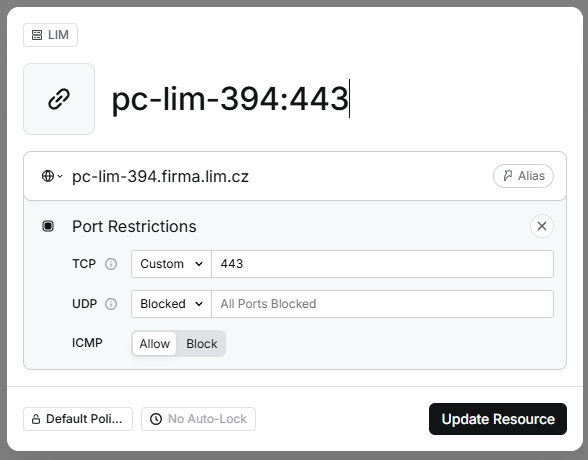 LIM
pc-lim-394:443
pc-lim-394.firma.lim.cz Alias
Port Restrictions
TCP Custom 443
UDP Blocked All Ports Blocked
ICMP Allow Block
Default Poli... No Auto-Lock Update Resource